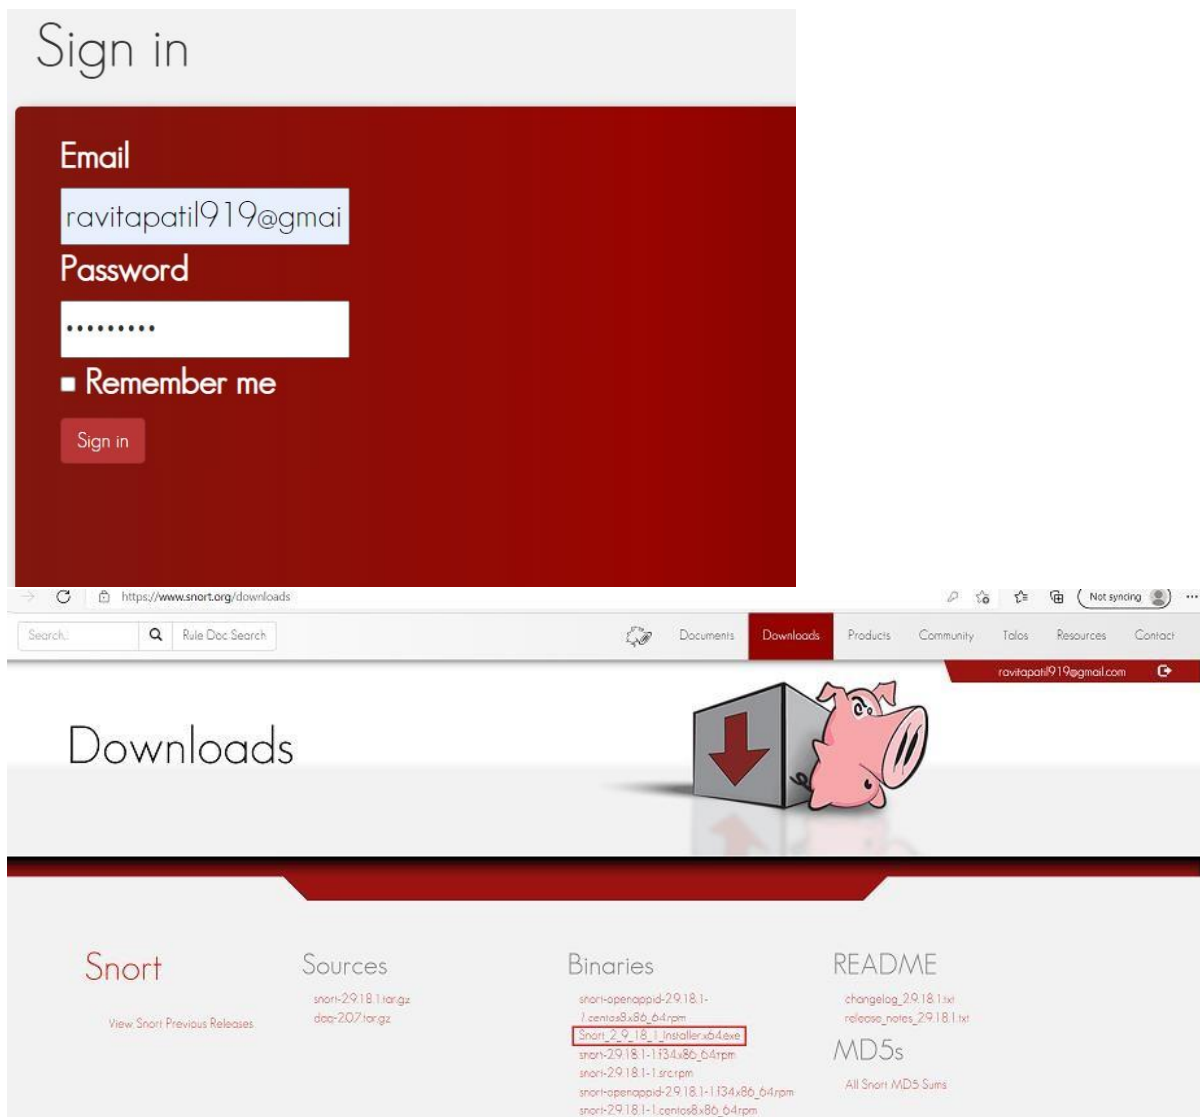 Sign in
Email
ravitapatil919@gmai
Password
•••••••••
Remember me
Sign in
https://www.snort.org/downloads
Not syncing
Search.. Rule Doc Search Documents Downloads Products Community Talos Resources Contact
ravitapatil919@gmail.com
Downloads
Snort
View Snort Previous Releases
Sources
snort-2.9.18.1.tar.gz
daq-2.0.7.tar.gz
Binaries
snort-openappid-2.9.18.1-
1.centos8.x86_64.rpm
Snort_2_9_18_1_Installer.x64.exe
snort-2.9.18.1-1.f34.x86_64.rpm
snort-2.9.18.1-1.src.rpm
snort-openappid-2.9.18.1-1.f34.x86_64.rpm
snort-2.9.18.1-1.centos8.x86_64.rpm
README
changelog_2.9.18.1.txt
release_notes_2.9.18.1.txt
MD5s
All Snort MD5 Sums